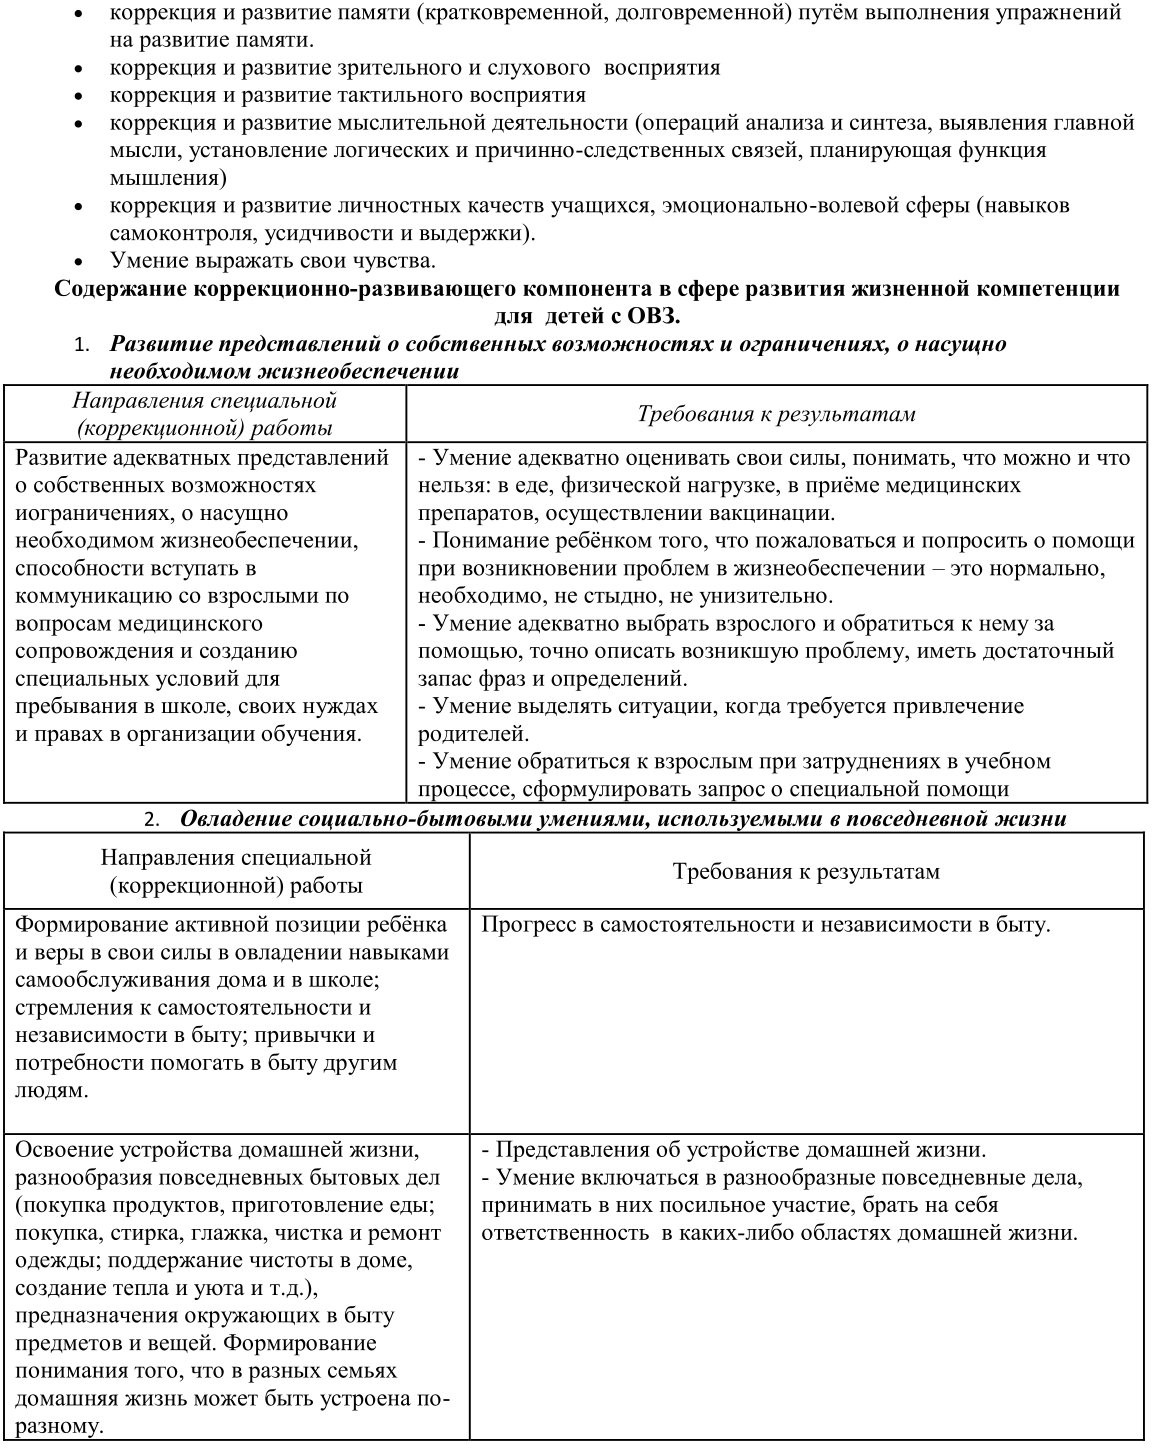 • коррекция и развитие памяти (кратковременной, долговременной) путём выполнения упражнений
на развитие памяти.
• коррекция и развитие зрительного и слухового  восприятия
• коррекция и развитие тактильного восприятия
• коррекция и развитие мыслительной деятельности (операций анализа и синтеза, выявления главной
мысли, установление логических и причинно-следственных связей, планирующая функция
мышления)
• коррекция и развитие личностных качеств учащихся, эмоционально-волевой сферы (навыков
самоконтроля, усидчивости и выдержки).
• Умение выражать свои чувства.
Содержание коррекционно-развивающего компонента в сфере развития жизненной компетенции
для  детей с ОВЗ.
1. Развитие представлений о собственных возможностях и ограничениях, о насущно
необходимом жизнеобеспечении
Направления специальной
(коррекционной) работы
Требования к результатам
Развитие адекватных представлений
о собственных возможностях
иограничениях, о насущно
необходимом жизнеобеспечении,
способности вступать в
коммуникацию со взрослыми по
вопросам медицинского
сопровождения и созданию
специальных условий для
пребывания в школе, своих нуждах
и правах в организации обучения.
- Умение адекватно оценивать свои силы, понимать, что можно и что
нельзя: в еде, физической нагрузке, в приёме медицинских
препаратов, осуществлении вакцинации.
- Понимание ребёнком того, что пожаловаться и попросить о помощи
при возникновении проблем в жизнеобеспечении – это нормально,
необходимо, не стыдно, не унизительно.
- Умение адекватно выбрать взрослого и обратиться к нему за
помощью, точно описать возникшую проблему, иметь достаточный
запас фраз и определений.
- Умение выделять ситуации, когда требуется привлечение
родителей.
- Умение обратиться к взрослым при затруднениях в учебном
процессе, сформулировать запрос о специальной помощи
2. Овладение социально-бытовыми умениями, используемыми в повседневной жизни
Направления специальной
(коррекционной) работы
Требования к результатам
Формирование активной позиции ребёнка
и веры в свои силы в овладении навыками
самообслуживания дома и в школе;
стремления к самостоятельности и
независимости в быту; привычки и
потребности помогать в быту другим
людям.
Прогресс в самостоятельности и независимости в быту.
Освоение устройства домашней жизни,
разнообразия повседневных бытовых дел
(покупка продуктов, приготовление еды;
покупка, стирка, глажка, чистка и ремонт
одежды; поддержание чистоты в доме,
создание тепла и уюта и т.д.),
предназначения окружающих в быту
предметов и вещей. Формирование
понимания того, что в разных семьях
домашняя жизнь может быть устроена по-
разному.
- Представления об устройстве домашней жизни.
- Умение включаться в разнообразные повседневные дела,
принимать в них посильное участие, брать на себя
ответственность  в каких-либо областях домашней жизни.